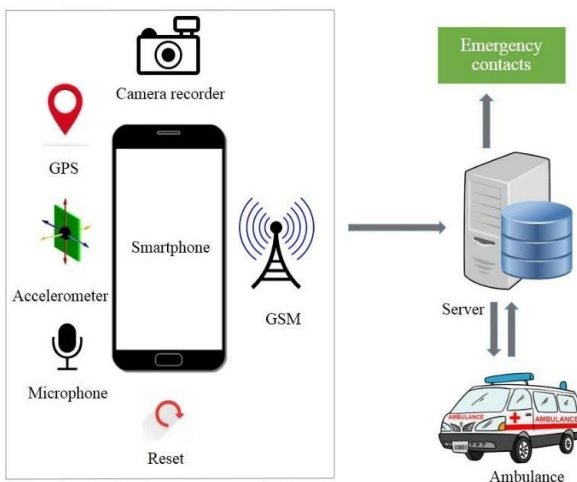 Camera recorder
GPS
Smartphone
Accelerometer
GSM
Microphone
Reset
Emergency
contacts
Server
AMBULANCE
AMBULANCE
Ambulance